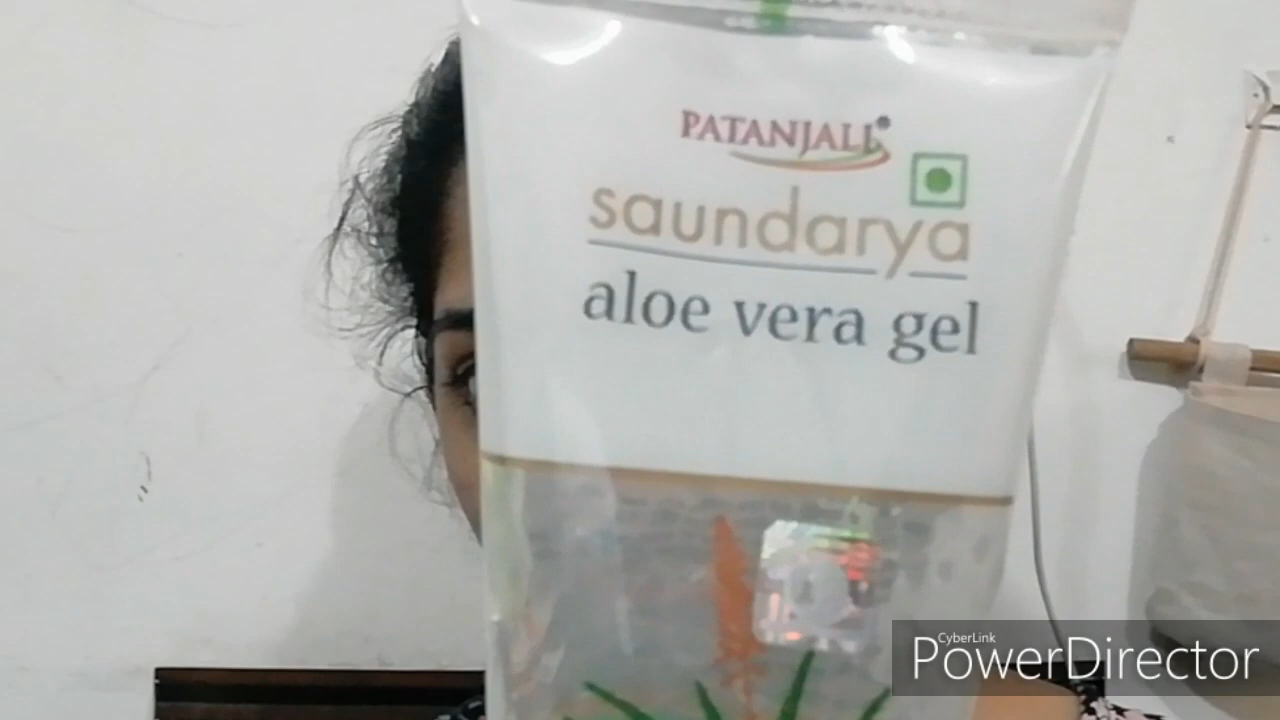 PATANJALI
saundarya
aloe vera gel
CyberLink
PowerDirector